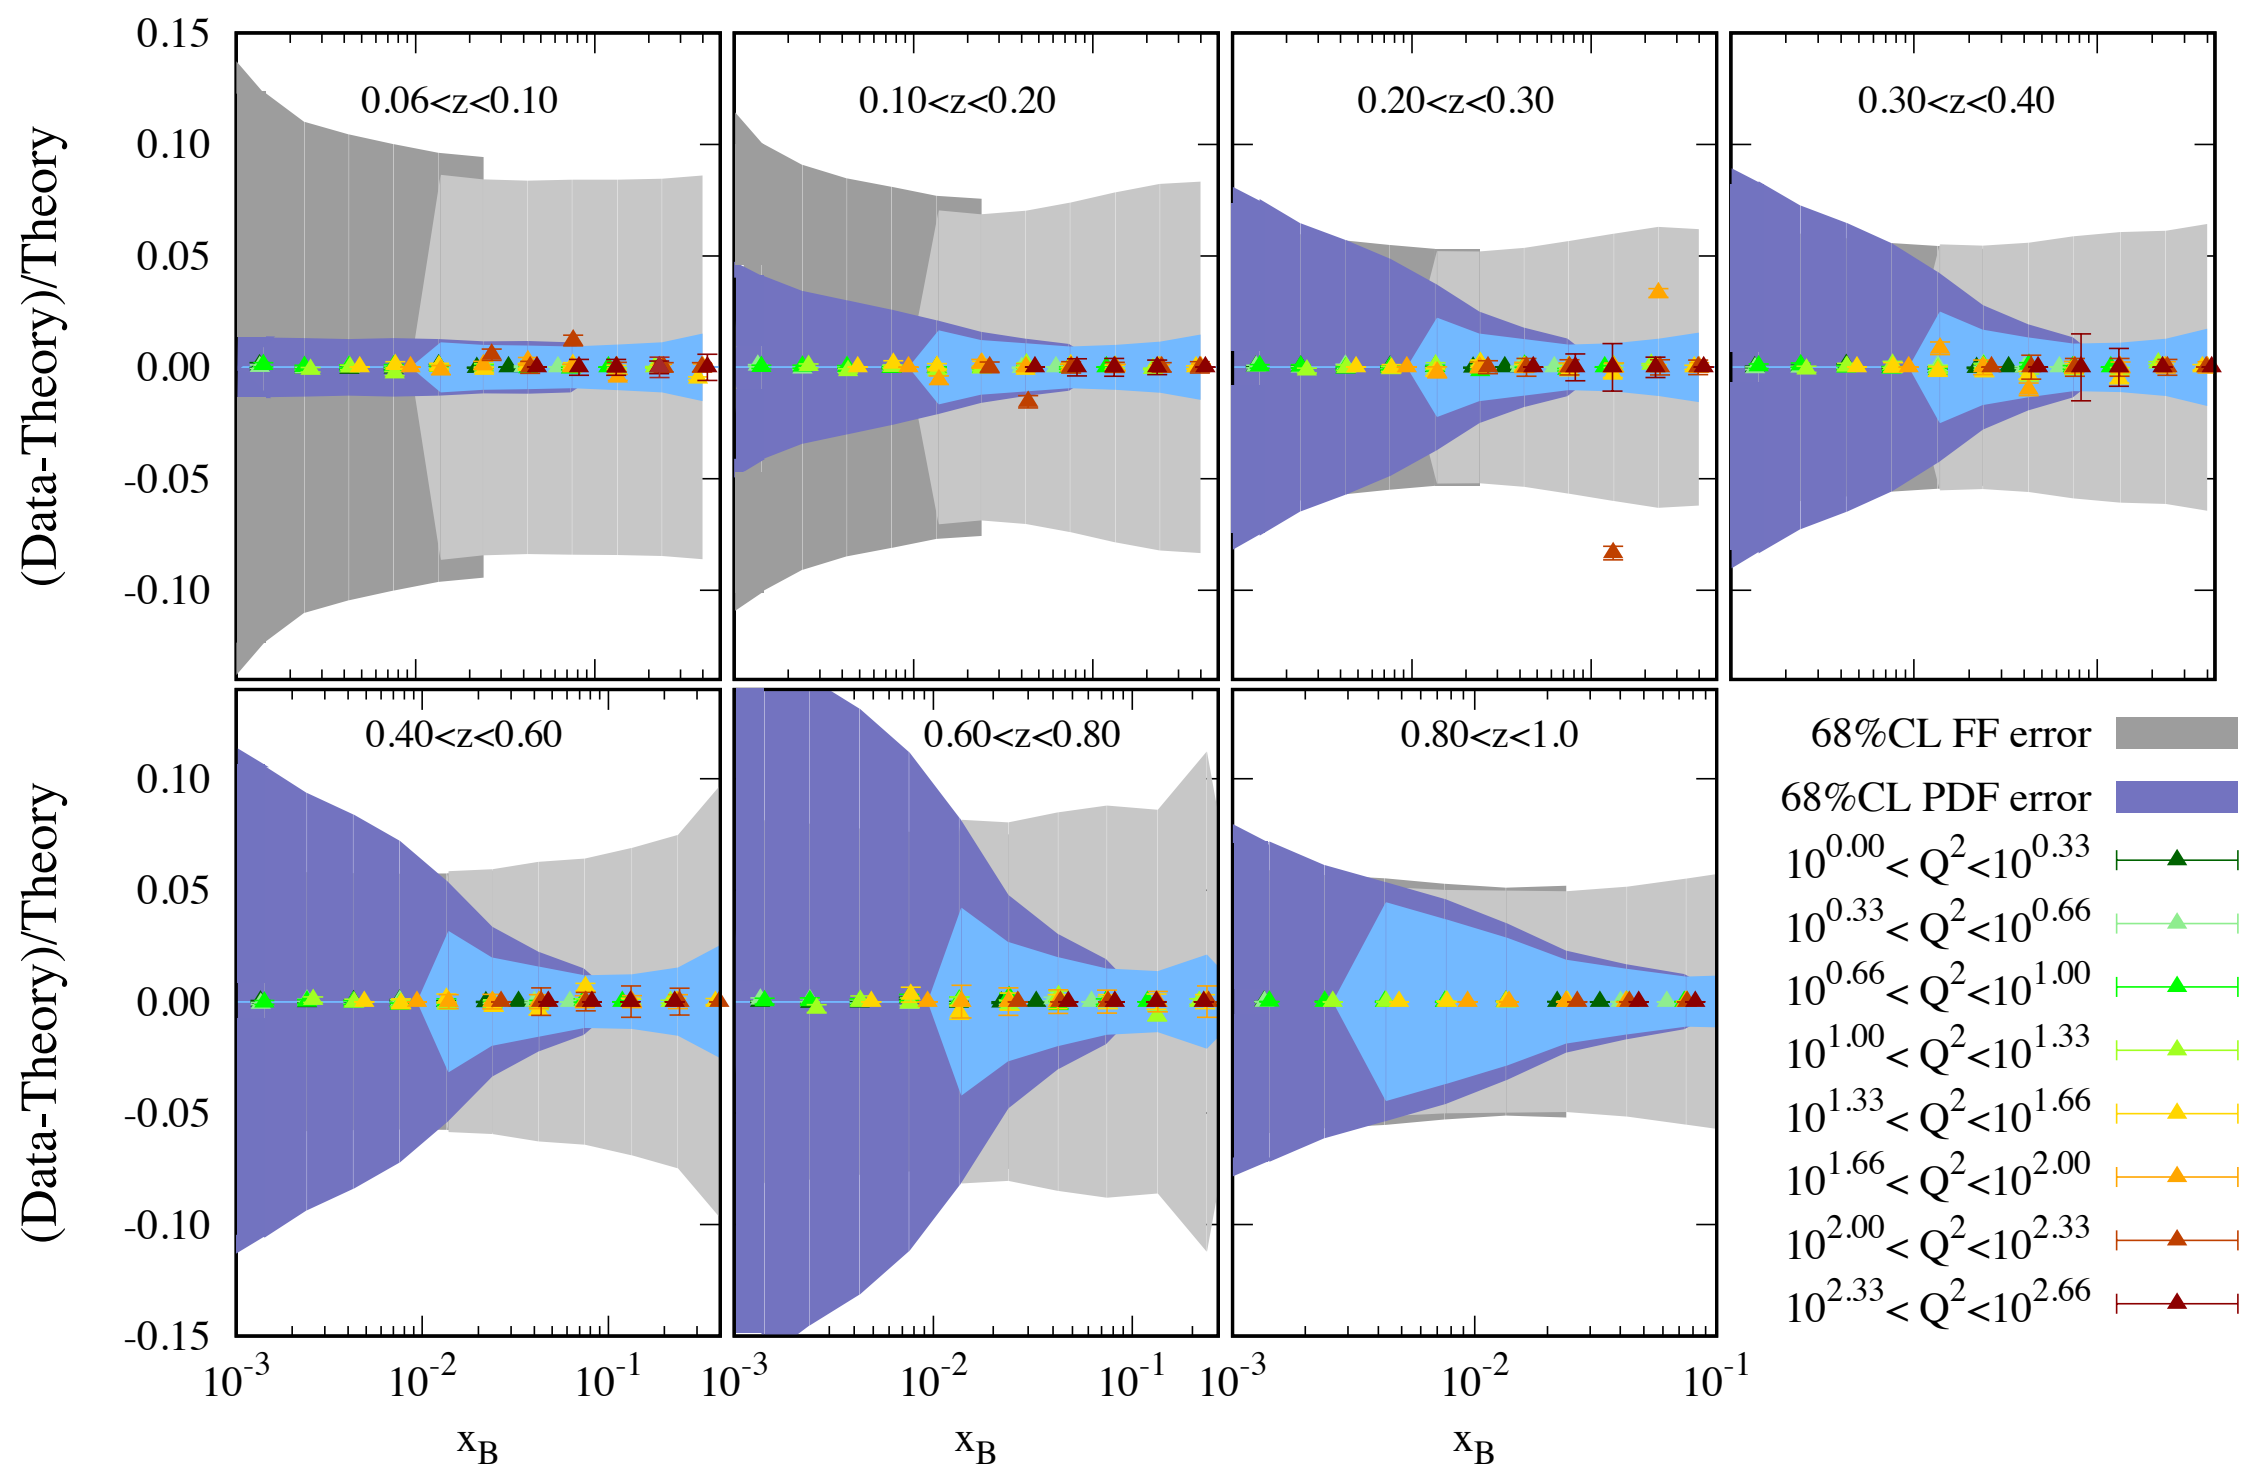 (Data-Theory)/Theory
0.15
0.10
0.05
0.00
-0.05
-0.10
0.06<z<0.10
0.10<z<0.20
0.20<z<0.30
0.30<z<0.40
(Data-Theory)/Theory
0.10
0.05
0.00
-0.05
-0.10
-0.15
0.40<z<0.60
0.60<z<0.80
0.80<z<1.0
10^-3 10^-2 10^-1
10^-3 10^-2 10^-1
10^-3 10^-2 10^-1
x_B
x_B
x_B
68%CL FF error
68%CL PDF error
10^0.00< Q^2<10^0.33
10^0.33< Q^2<10^0.66
10^0.66< Q^2<10^1.00
10^1.00< Q^2<10^1.33
10^1.33< Q^2<10^1.66
10^1.66< Q^2<10^2.00
10^2.00< Q^2<10^2.33
10^2.33< Q^2<10^2.66